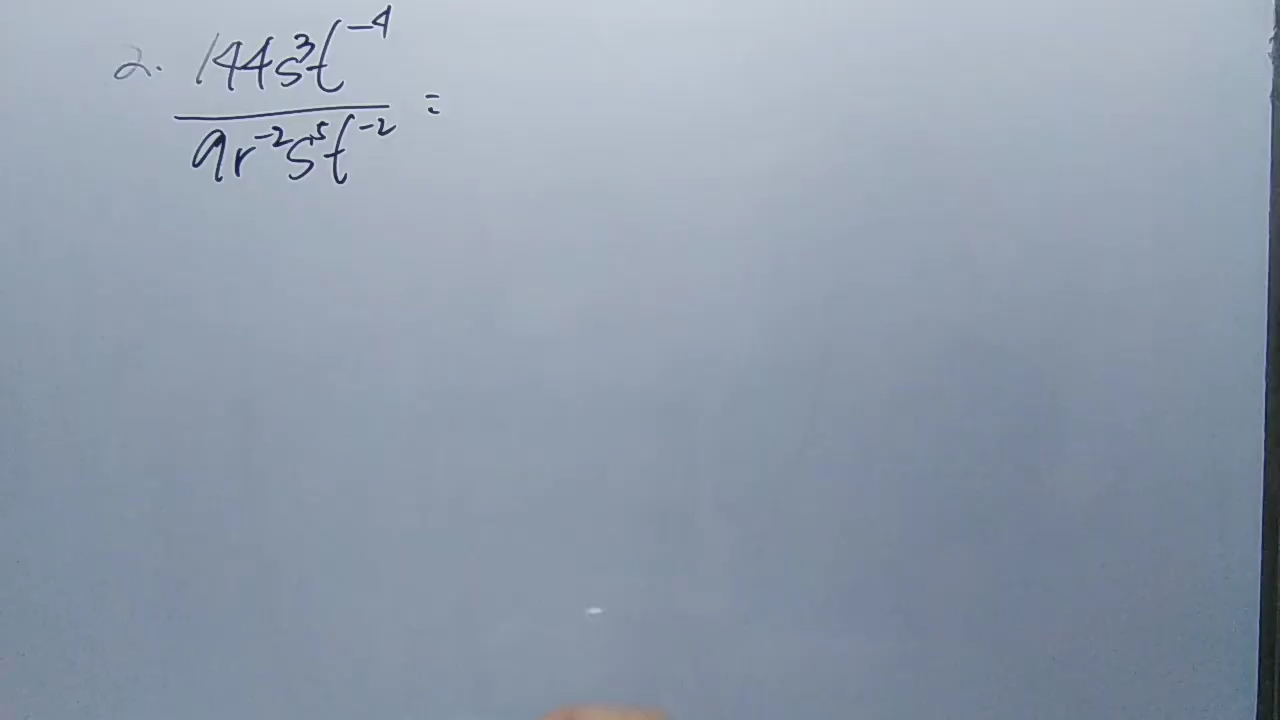 2. 144s³t⁻⁴
9r⁻²s⁵t⁻² =